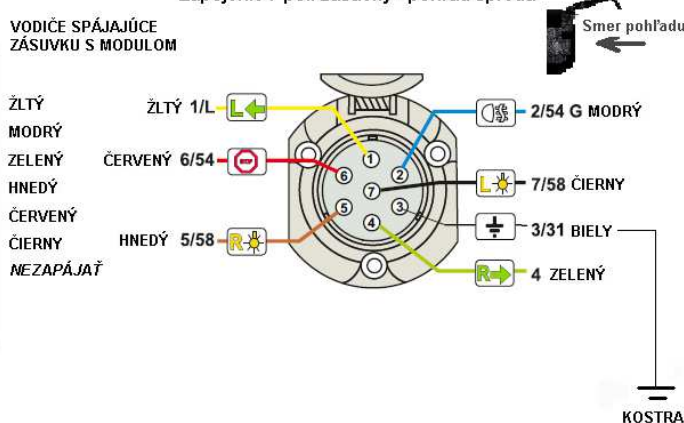 VODIČE SPÁJAJÚCE
ZÁSUVKU S MODULOM
Smer pohľadu
ŽLTÝ
MODRÝ
ZELENÝ
HNEDÝ
ČERVENÝ
ČIERNY
NEZAPÁJAŤ
ŽLTÝ 1/L
L
ČERVENÝ 6/54
STOP
HNEDÝ 5/58
R
1
2
3
4
5
6
7
2/54 G MODRÝ
L
7/58 ČIERNY
3/31 BIELY
R
4 ZELENÝ
KOSTRA